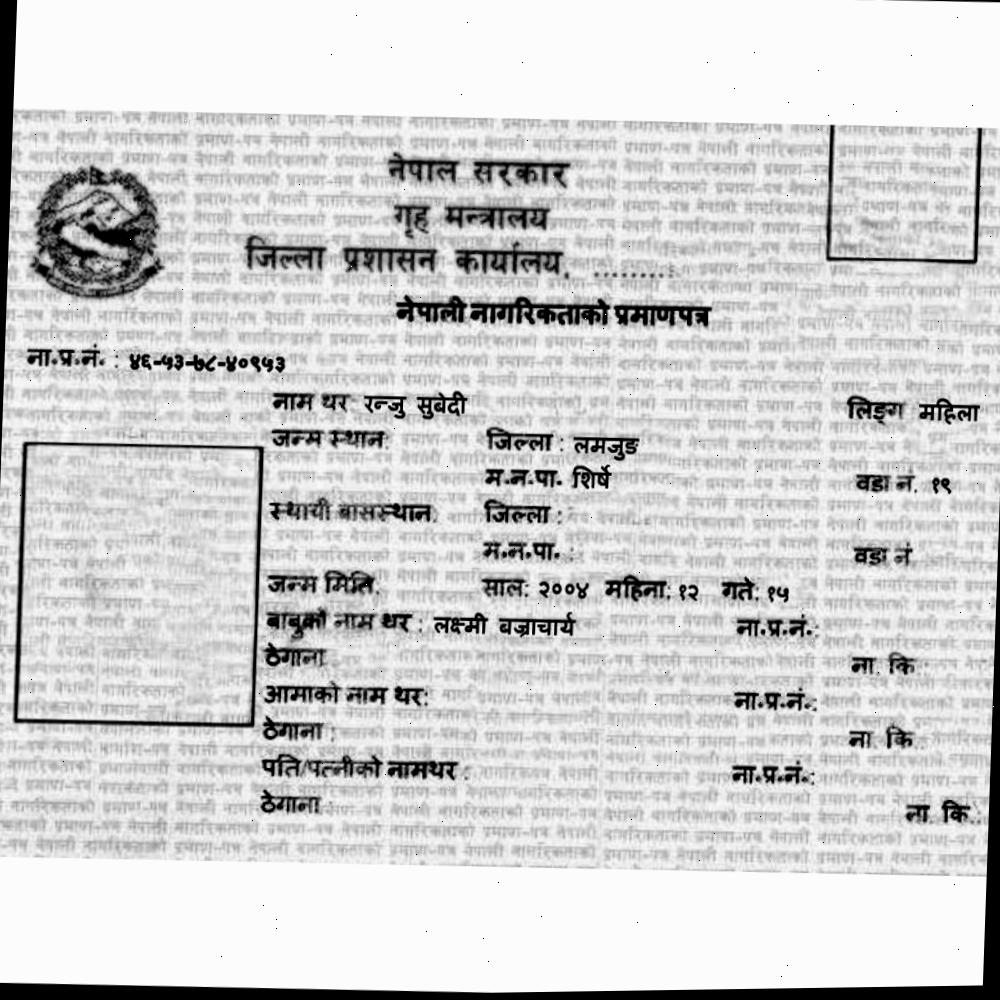 नेपाल सरकार
गृह मन्त्रालय
जिल्ला प्रशासन कार्यालय, ..........
नेपाली नागरिकताको प्रमाणपत्र
ना.प्र.नं. : ४६-५३-७८-४०९५३
नाम थर: रन्जु सुबेदी लिङ्ग महिला
जन्म स्थान: जिल्ला : लमजुङ
म.न.पा. शिर्षे वडा नं. १९
स्थायी बासस्थान: जिल्ला :
म.न.पा. : वडा नं.
जन्म मिति: साल: २००४ महिना: १२ गते: १५
बाबुको नाम थर : लक्ष्मी बज्राचार्य ना.प्र.नं.:
ठेगाना ना. कि.:
आमाको नाम थर: ना.प्र.नं.:
ठेगाना : ना. कि.:
पति/पत्नीको नामथर : ना.प्र.नं.:
ठेगाना ना. कि.: